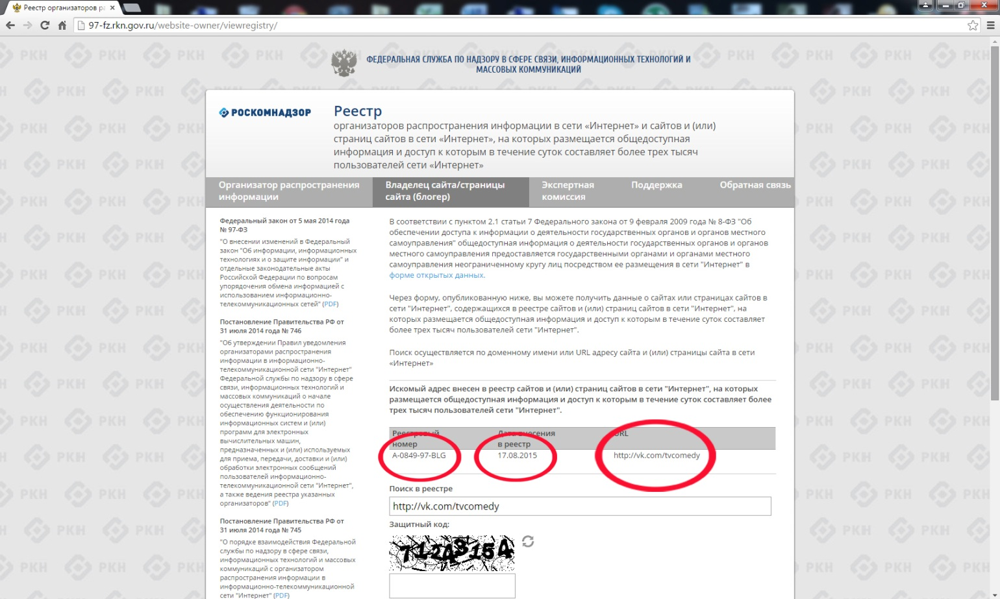 Реестр организаторов ра
97-fz.rkn.gov.ru/website-owner/viewregistry/
ФЕДЕРАЛЬНАЯ СЛУЖБА ПО НАДЗОРУ В СФЕРЕ СВЯЗИ, ИНФОРМАЦИОННЫХ ТЕХНОЛОГИЙ И
МАССОВЫХ КОММУНИКАЦИЙ
РОСКОМНАДЗОР
Реестр
организаторов распространения информации в сети «Интернет» и сайтов и (или)
страниц сайтов в сети «Интернет», на которых размещается общедоступная
информация и доступ к которым в течение суток составляет более трех тысяч
пользователей сети «Интернет»
Организатор распространения
информации
Владелец сайта/страницы
сайта (блогер)
Экспертная
комиссия
Поддержка
Обратная связь
Федеральный закон от 5 мая 2014 года
№ 97-ФЗ
"О внесении изменений в Федеральный
закон "Об информации, информационных
технологиях и о защите информации" и
отдельные законодательные акты
Российской Федерации по вопросам
упорядочения обмена информацией с
использованием информационно-
телекоммуникационных сетей" (PDF)
Постановление Правительства РФ от
31 июля 2014 года № 746
"Об утверждении Правил уведомления
организаторами распространения
информации в информационно-
телекоммуникационной сети "Интернет"
Федеральной службы по надзору в сфере
связи, информационных технологий и
массовых коммуникаций о начале
осуществления деятельности по
обеспечению функционирования
информационных систем и (или)
программ для электронных
вычислительных машин,
предназначенных и (или) используемых
для приема, передачи, доставки и (или)
обработки электронных сообщений
пользователей информационно-
телекоммуникационной сети "Интернет",
а также ведения реестра указанных
организаторов" (PDF)
Постановление Правительства РФ от
31 июля 2014 года № 745
"О порядке взаимодействия Федеральной
службы по надзору в сфере связи,
информационных технологий и массовых
коммуникаций с организатором
распространения информации в
информационно-телекоммуникационной
сети "Интернет" (PDF)
В соответствии с пунктом 2.1 статьи 7 Федерального закона от 9 февраля 2009 года № 8-ФЗ "Об
обеспечении доступа к информации о деятельности государственных органов и органов местного
самоуправления" общедоступная информация о деятельности государственных органов и органов
местного самоуправления предоставляется государственными органами и органами местного
самоуправления неограниченному кругу лиц посредством ее размещения в сети "Интернет" в
форме открытых данных.
Через форму, опубликованную ниже, вы можете получить данные о сайтах или страницах сайтов в
сети "Интернет", содержащихся в реестре сайтов и (или) страниц сайтов в сети "Интернет", на
которых размещается общедоступная информация и доступ к которым в течение суток составляет
более трех тысяч пользователей сети "Интернет".
Поиск осуществляется по доменному имени или URL адресу сайта и (или) страницы сайта в сети
«Интернет»
Искомый адрес внесен в реестр сайтов и (или) страниц сайтов в сети "Интернет", на которых
размещается общедоступная информация и доступ к которым в течение суток составляет более
трех тысяч пользователей сети "Интернет".
Реестровый
номер
Дата внесения
в реестр
URL
A-0849-97-BLG
17.08.2015
http://vk.com/tvcomedy
Поиск в реестре
http://vk.com/tvcomedy
Защитный код:
РКН